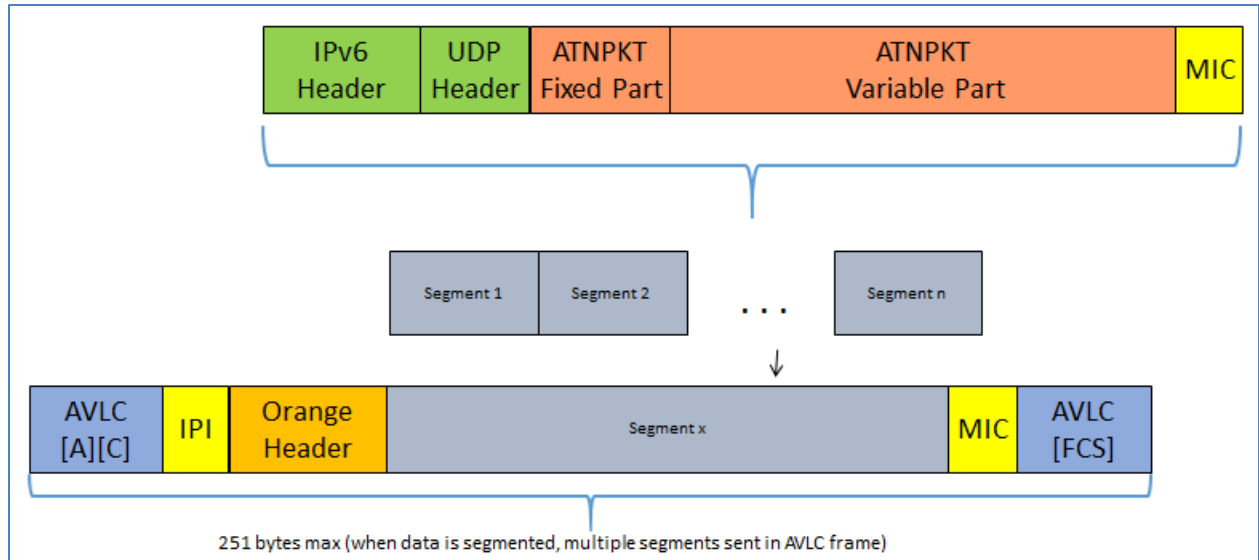 IPv6 Header
UDP Header
ATNPKT Fixed Part
ATNPKT Variable Part
MIC
Segment 1
Segment 2
. . .
Segment n
AVLC [A][C]
IPI
Orange Header
Segment x
MIC
AVLC [FCS]
251 bytes max (when data is segmented, multiple segments sent in AVLC frame)